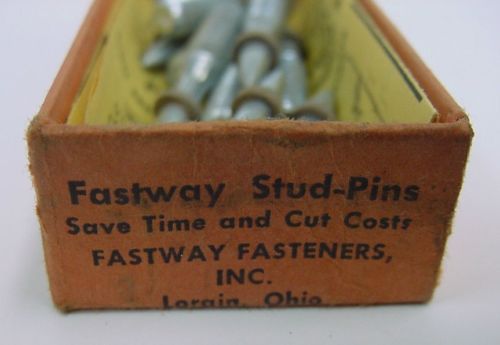 Fastway Stud-Pins
Save Time and Cut Costs
FASTWAY FASTENERS,
INC.
Lorain, Ohio